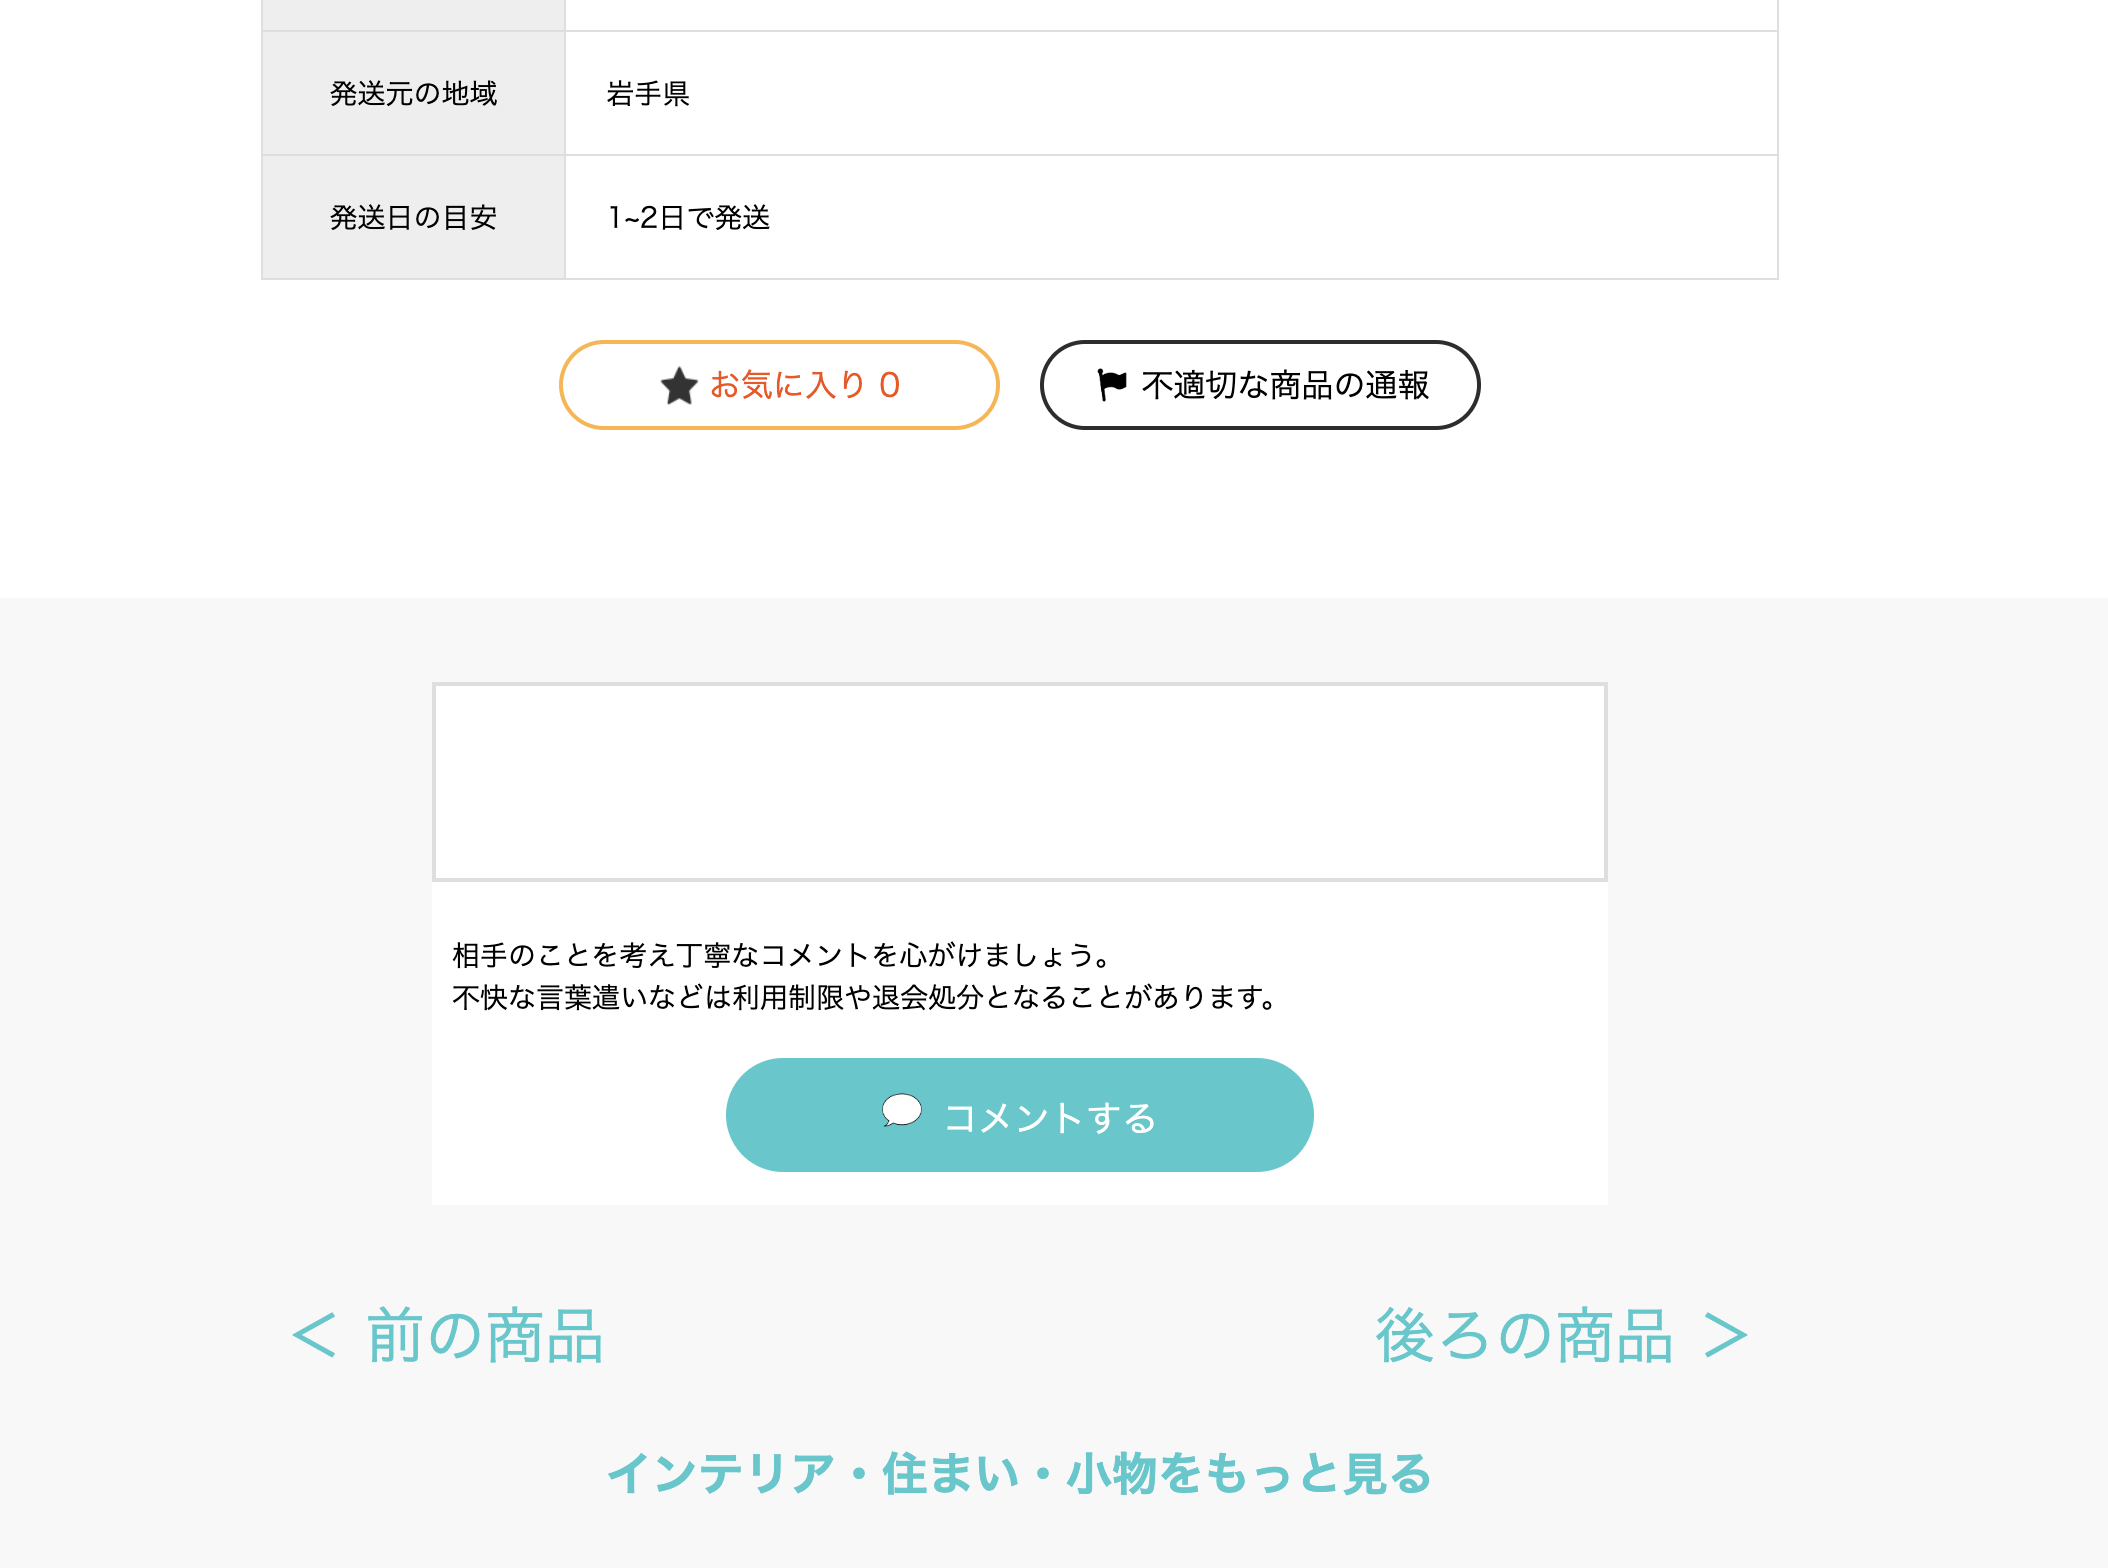 発送元の地域 岩手県
発送日の目安 1~2日で発送
お気に入り 0 不適切な商品の通報
相手のことを考え丁寧なコメントを心がけましょう。
不快な言葉遣いなどは利用制限や退会処分となることがあります。
コメントする
< 前の商品 後ろの商品 >
インテリア・住まい・小物をもっと見る